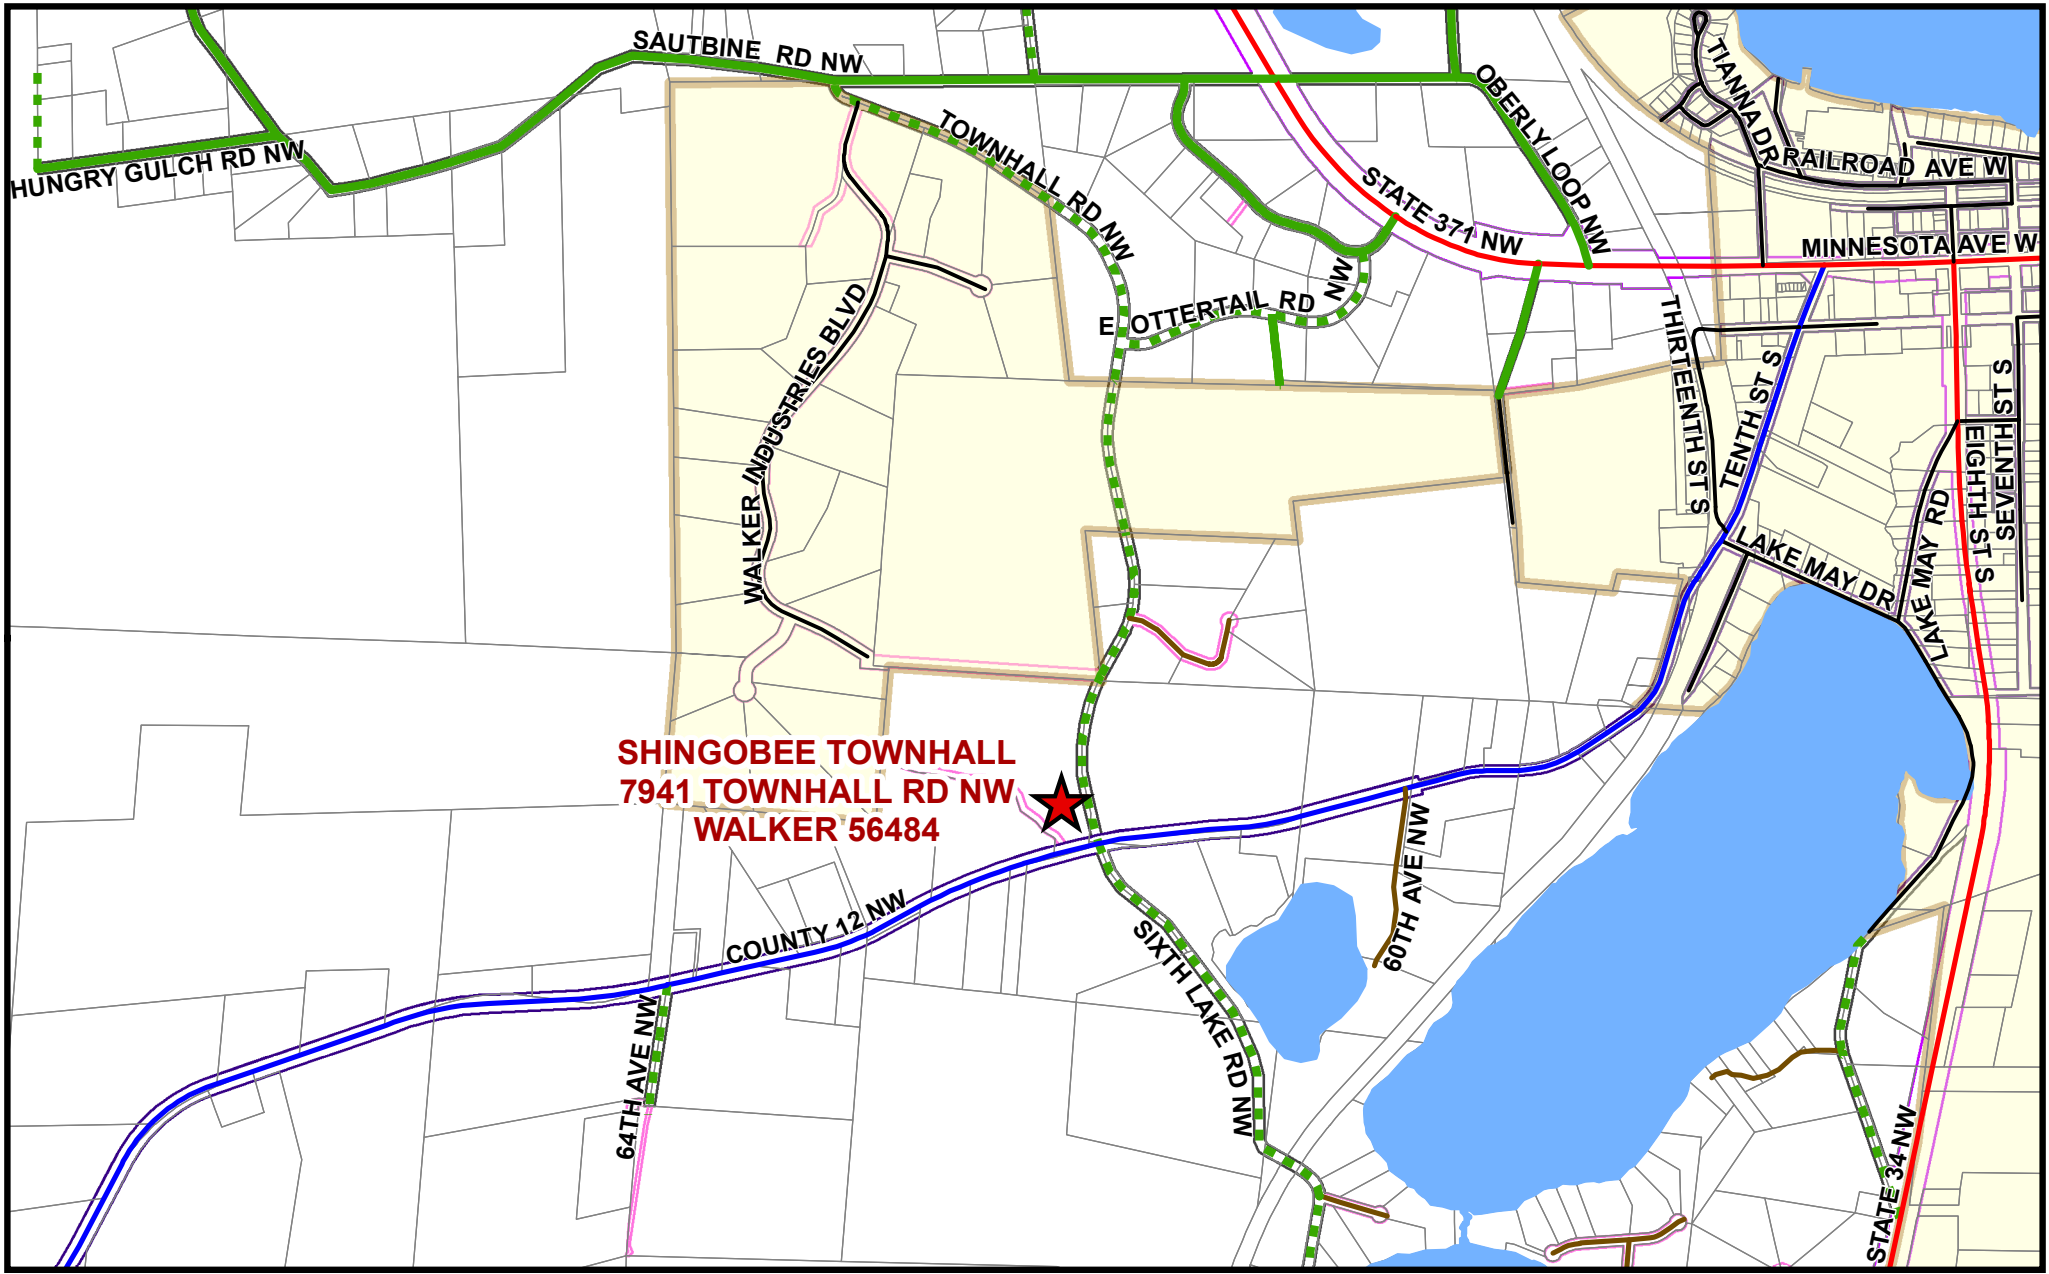 SAUTBINE RD NW
HUNGRY GULCH RD NW
TOWNHALL RD NW
OBERLY LOOP NW
TIANNA DR
RAILROAD AVE W
STATE 371 NW
MINNESOTA AVE W
E OTTERTAIL RD NW
WALKER INDUSTRIES BLVD
THIRTEENTH ST S
TENTH ST S
SEVENTH ST S
EIGHTH ST S
LAKE MAY RD
LAKE MAY DR
SHINGOBEE TOWNHALL
7941 TOWNHALL RD NW
WALKER 56484
COUNTY 12 NW
60TH AVE NW
SIXTH LAKE RD NW
64TH AVE NW
STATE 34 NW